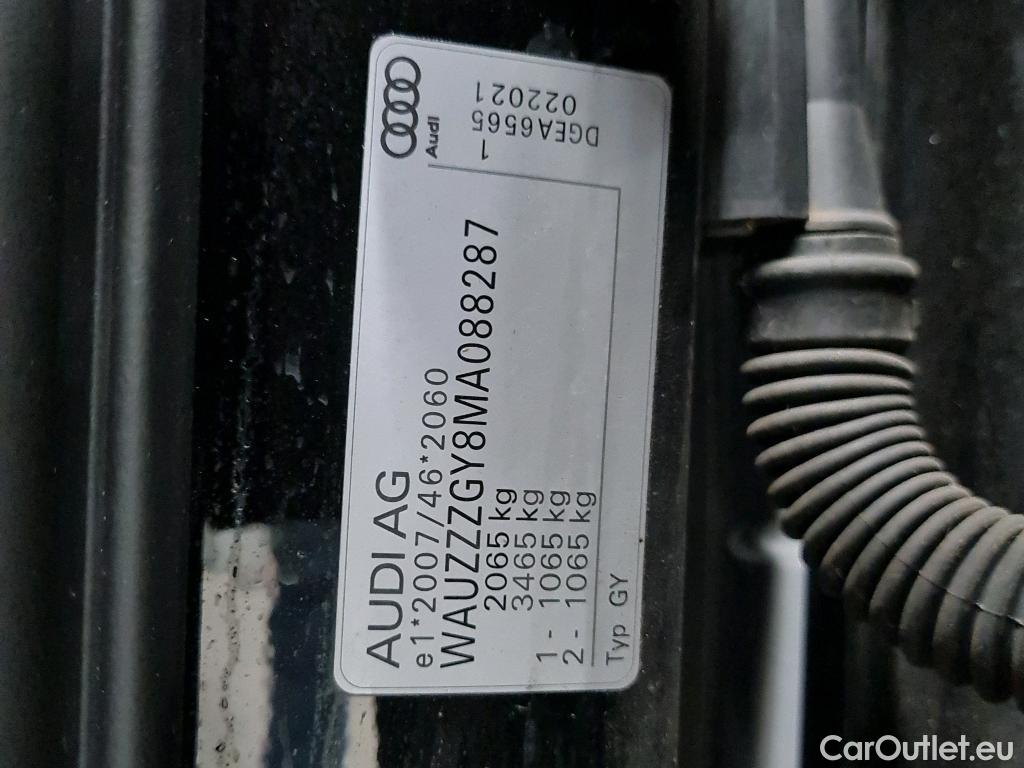 AUDI AG
e1*2007/46*2060
WAUZZZGY8MA088287
2065 kg
3465 kg
1 - 1065 kg
2 - 1065 kg
Typ GY
Audi
1
DGEA6565
022021
CarOutlet.eu